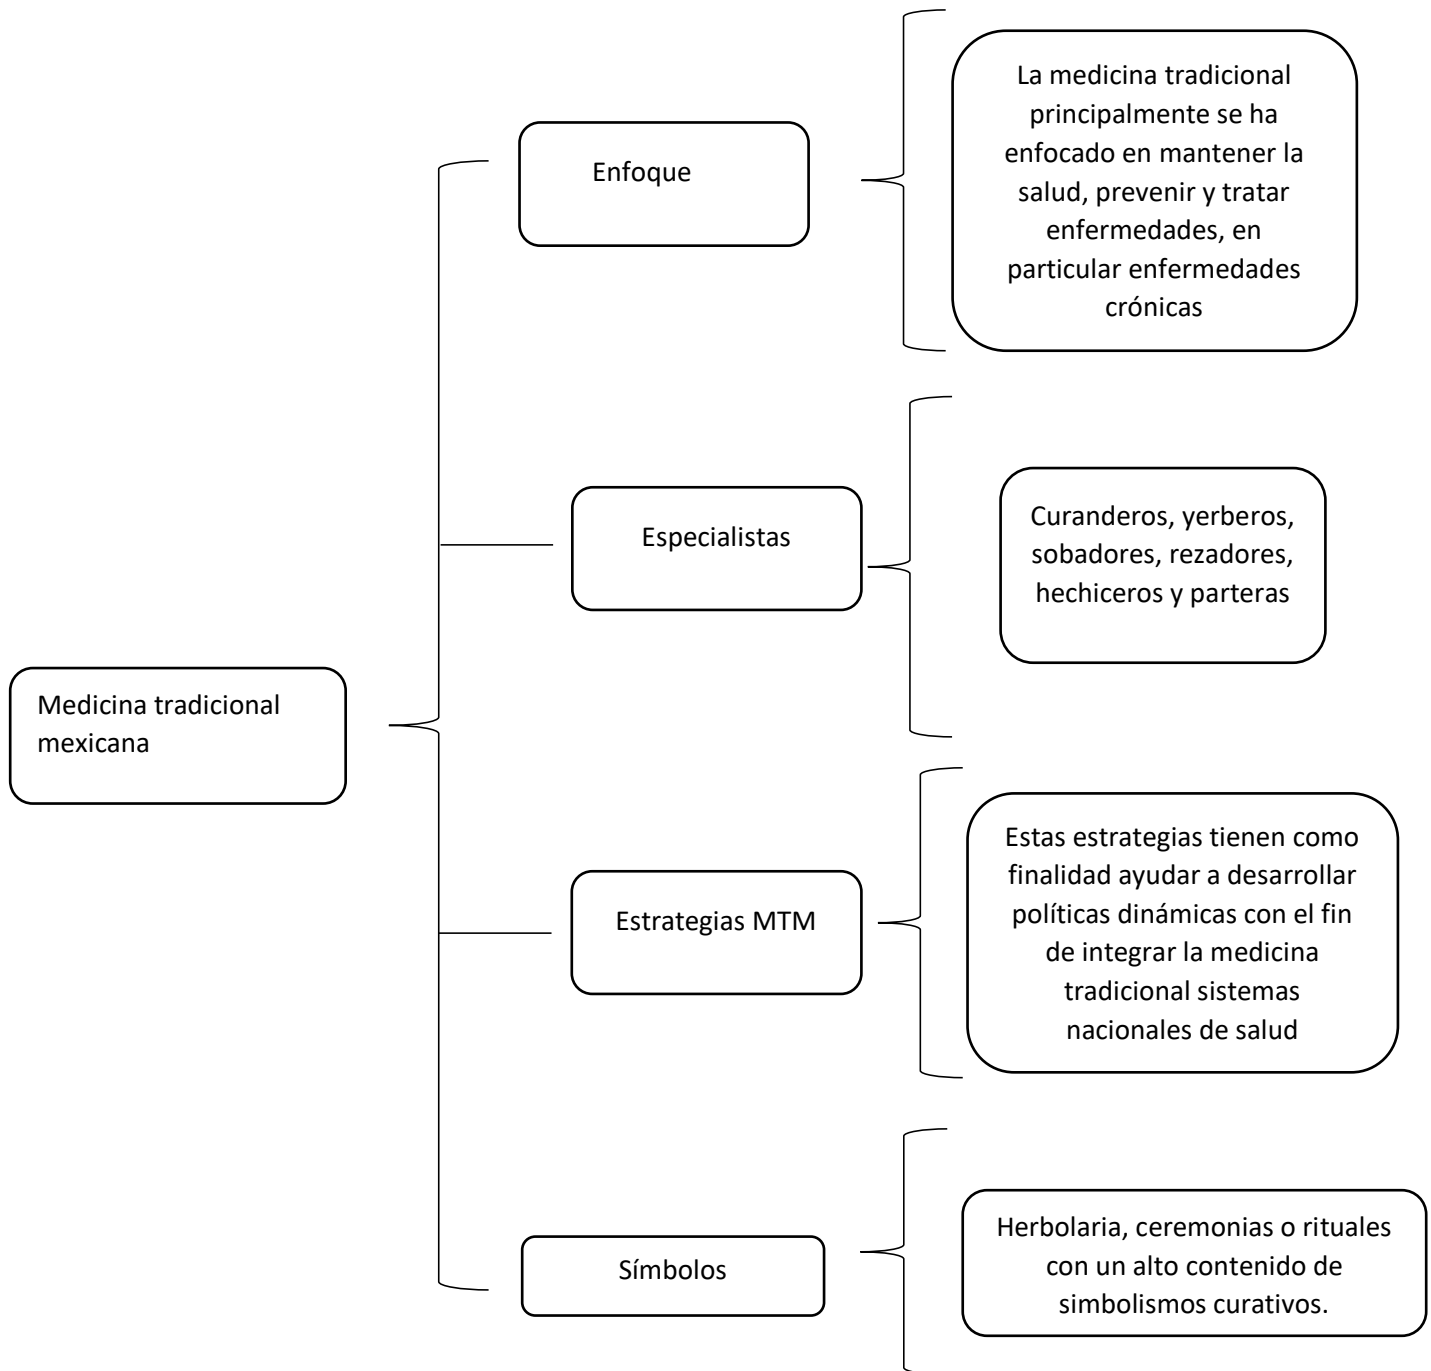 Medicina tradicional
mexicana
Enfoque
La medicina tradicional
principalmente se ha
enfocado en mantener la
salud, prevenir y tratar
enfermedades, en
particular enfermedades
crónicas
Especialistas
Curanderos, yerberos,
sobadores, rezadores,
hechiceros y parteras
Estrategias MTM
Estas estrategias tienen como
finalidad ayudar a desarrollar
políticas dinámicas con el fin
de integrar la medicina
tradicional sistemas
nacionales de salud
Símbolos
Herbolaria, ceremonias o rituales
con un alto contenido de
simbolismos curativos.